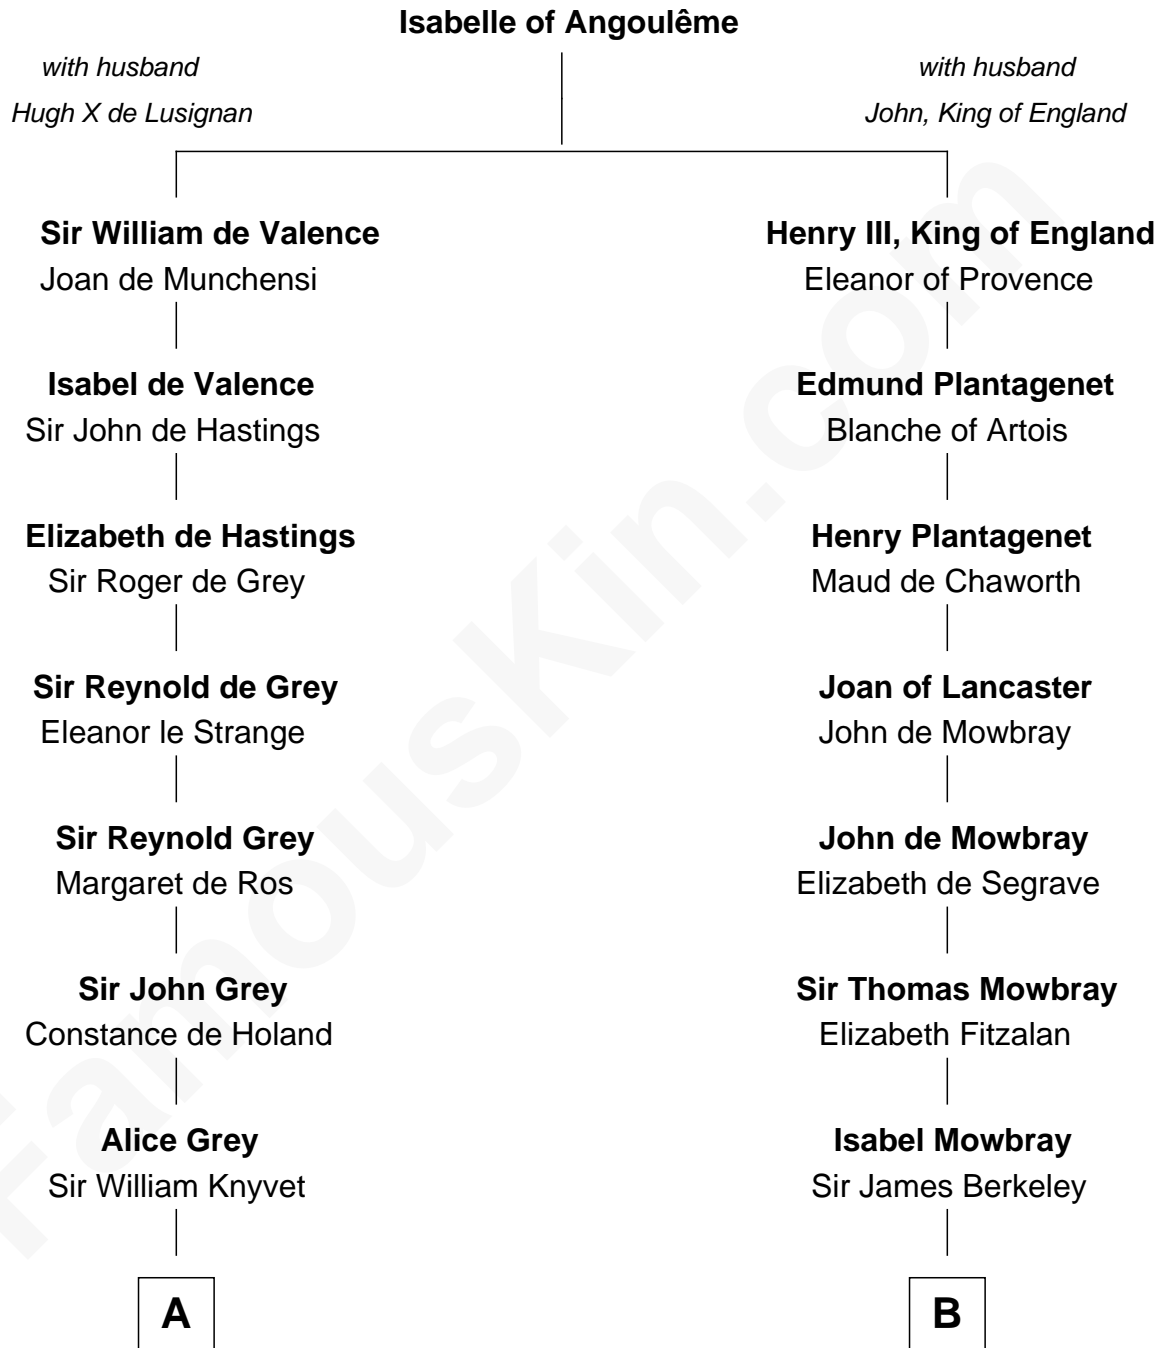 Isabelle of Angoulême
with husband
Hugh X de Lusignan
with husband
John, King of England
Sir William de Valence
Joan de Munchensi
Henry III, King of England
Eleanor of Provence
Isabel de Valence
Sir John de Hastings
Edmund Plantagenet
Blanche of Artois
Elizabeth de Hastings
Sir Roger de Grey
Henry Plantagenet
Maud de Chaworth
Sir Reynold de Grey
Eleanor le Strange
Joan of Lancaster
John de Mowbray
Sir Reynold Grey
Margaret de Ros
John de Mowbray
Elizabeth de Segrave
Sir John Grey
Constance de Holand
Sir Thomas Mowbray
Elizabeth Fitzalan
Alice Grey
Sir William Knyvet
Isabel Mowbray
Sir James Berkeley
A
B
FamousKin.com